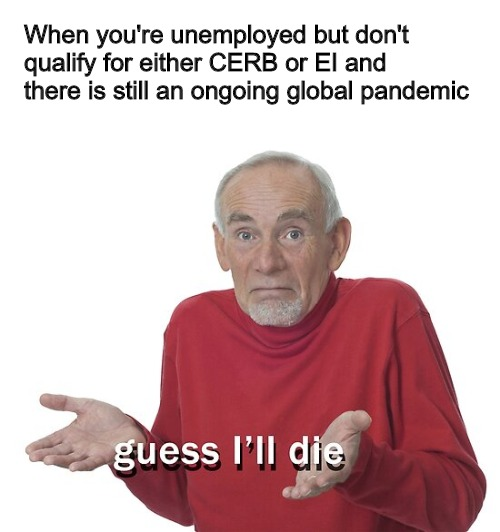 When you're unemployed but don't
qualify for either CERB or EI and
there is still an ongoing global pandemic
guess I'll die